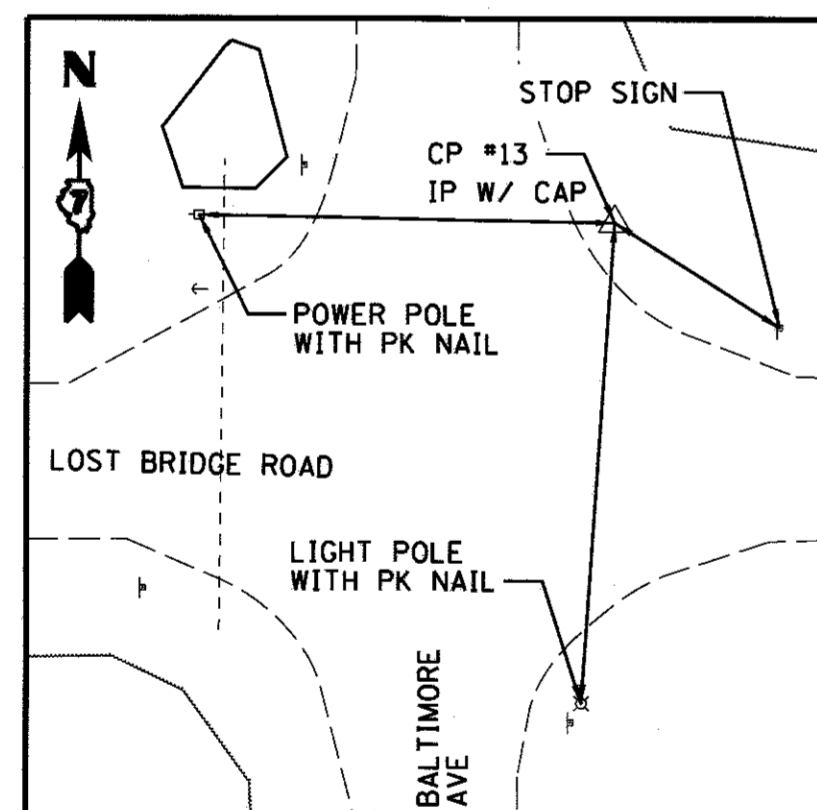 N
7
STOP SIGN
CP #13
IP W/ CAP
POWER POLE
WITH PK NAIL
LOST BRIDGE ROAD
LIGHT POLE
WITH PK NAIL
BALTIMORE
AVE